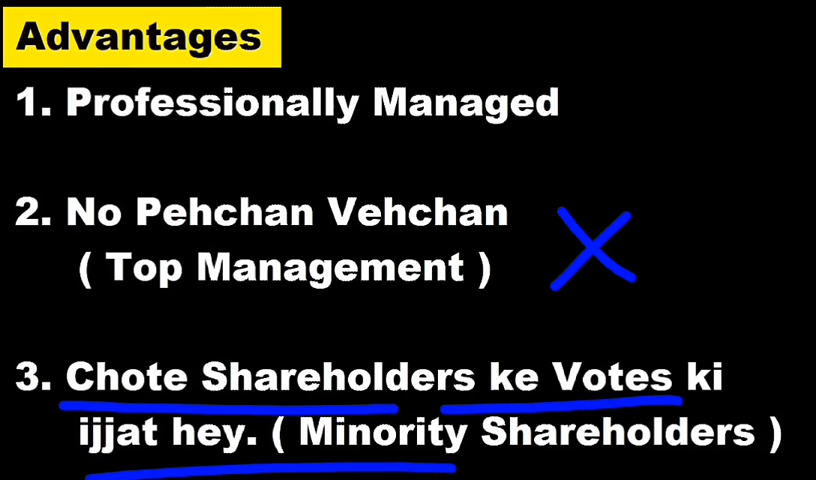 Advantages
1. Professionally Managed
2. No Pehchan Vehchan
( Top Management )
3. Chote Shareholders ke Votes ki
ijjat hey. ( Minority Shareholders )